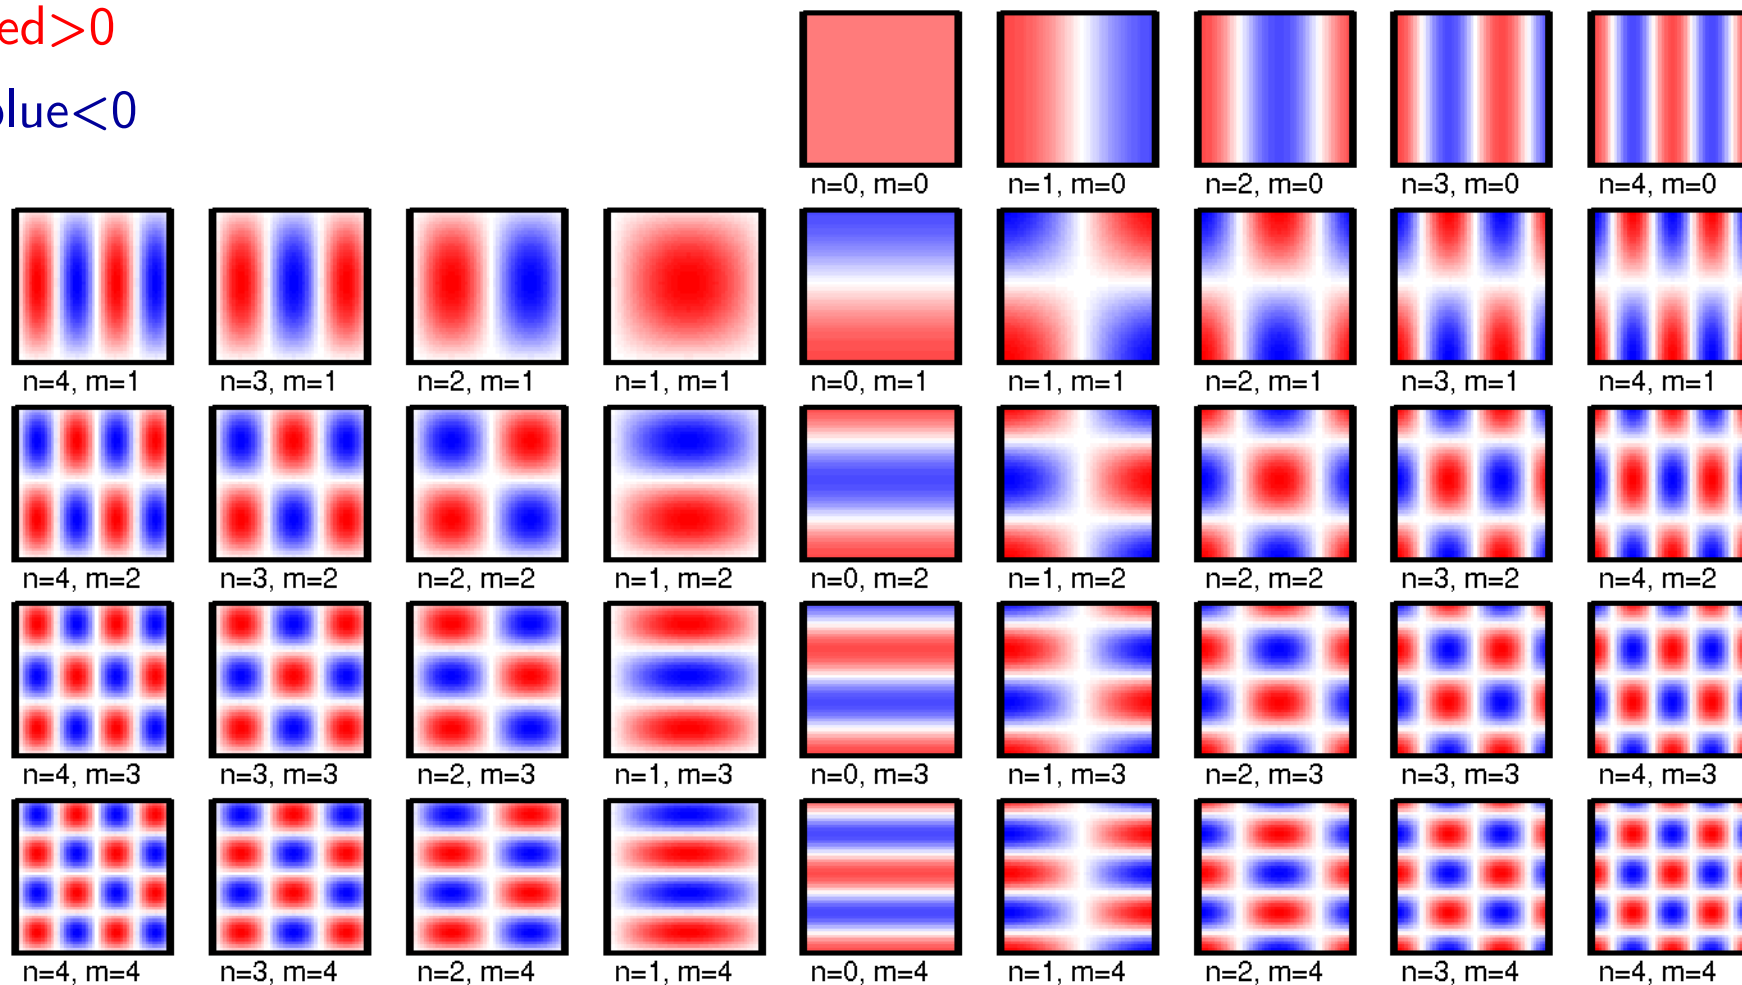 ed>0
blue<0
n=0, m=0 n=1, m=0 n=2, m=0 n=3, m=0 n=4, m=0
n=4, m=1 n=3, m=1 n=2, m=1 n=1, m=1 n=0, m=1 n=1, m=1 n=2, m=1 n=3, m=1 n=4, m=1
n=4, m=2 n=3, m=2 n=2, m=2 n=1, m=2 n=0, m=2 n=1, m=2 n=2, m=2 n=3, m=2 n=4, m=2
n=4, m=3 n=3, m=3 n=2, m=3 n=1, m=3 n=0, m=3 n=1, m=3 n=2, m=3 n=3, m=3 n=4, m=3
n=4, m=4 n=3, m=4 n=2, m=4 n=1, m=4 n=0, m=4 n=1, m=4 n=2, m=4 n=3, m=4 n=4, m=4